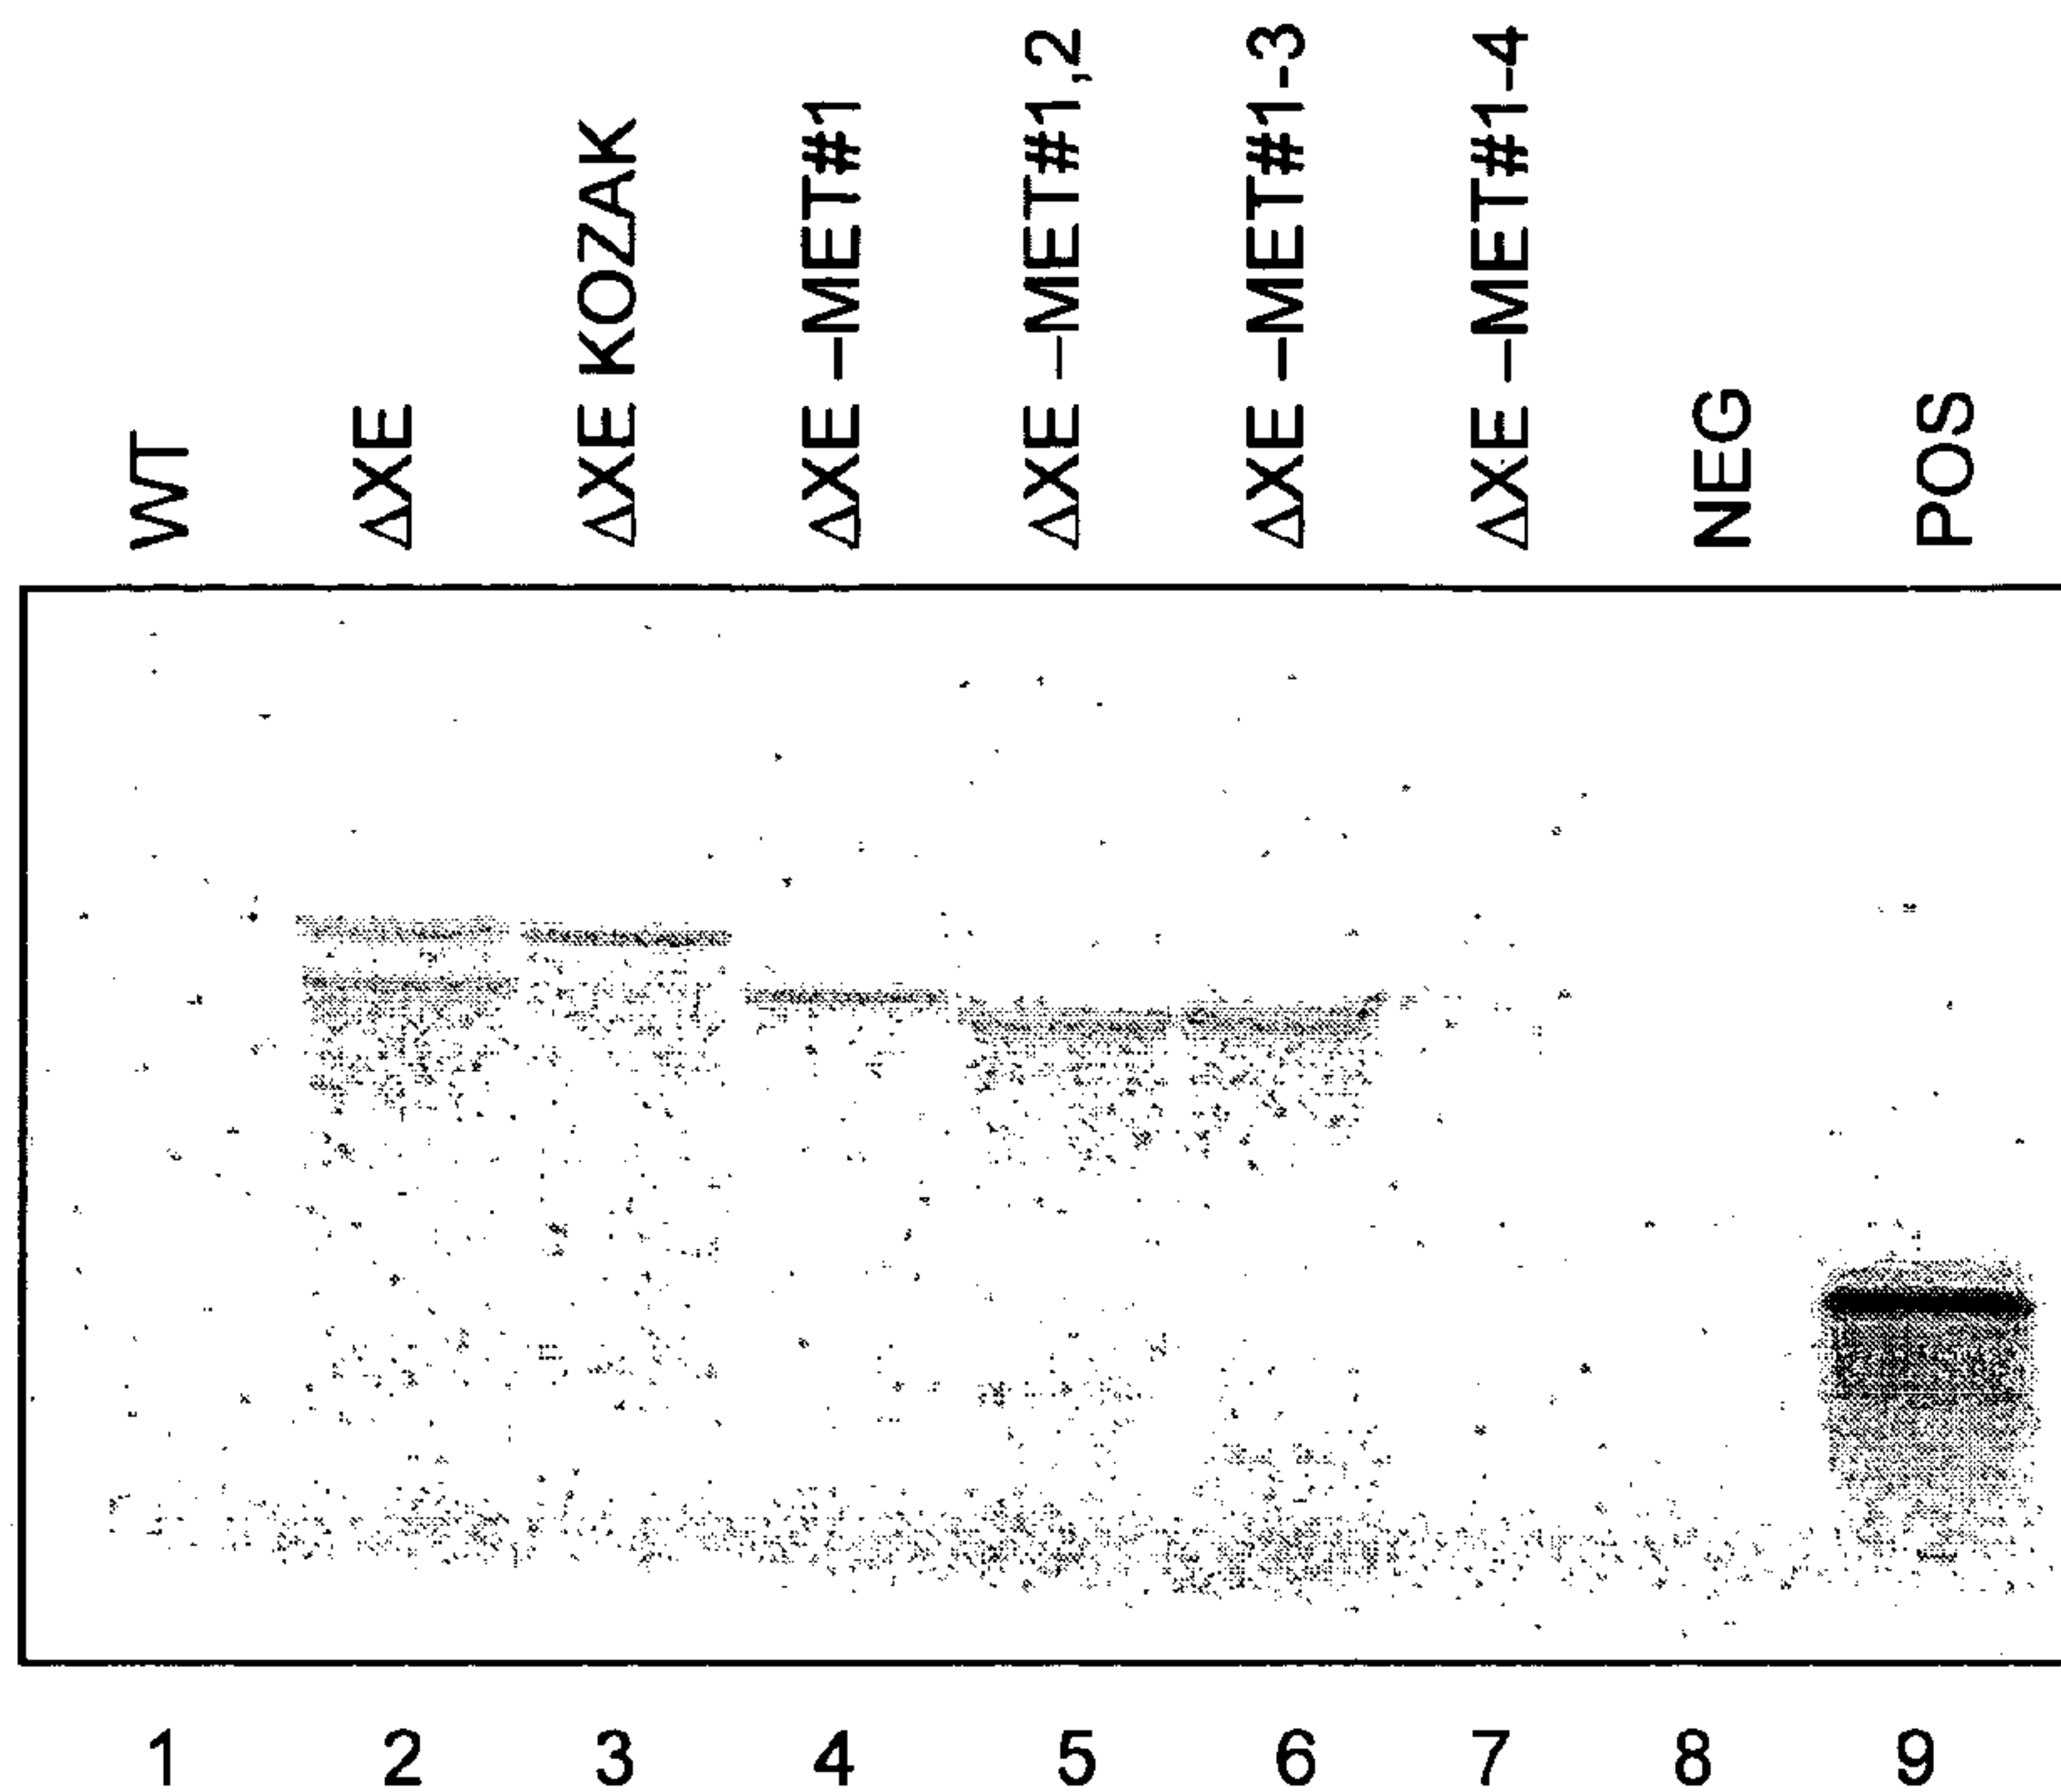 WT
ΔXE
ΔXE KOZAK
ΔXE –MET#1
ΔXE –MET#1,2
ΔXE –MET#1-3
ΔXE –MET#1-4
NEG
POS
1 2 3 4 5 6 7 8 9